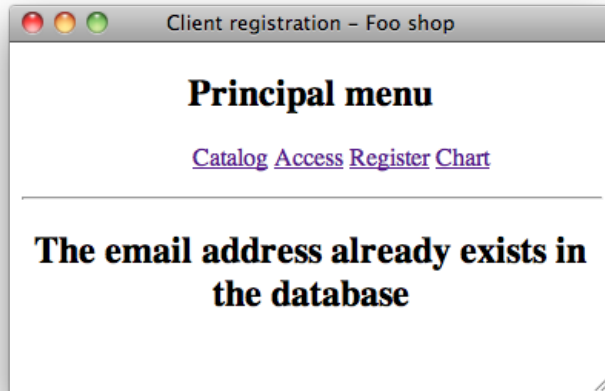 Client registration – Foo shop
Principal menu
Catalog Access Register Chart
The email address already exists in
the database